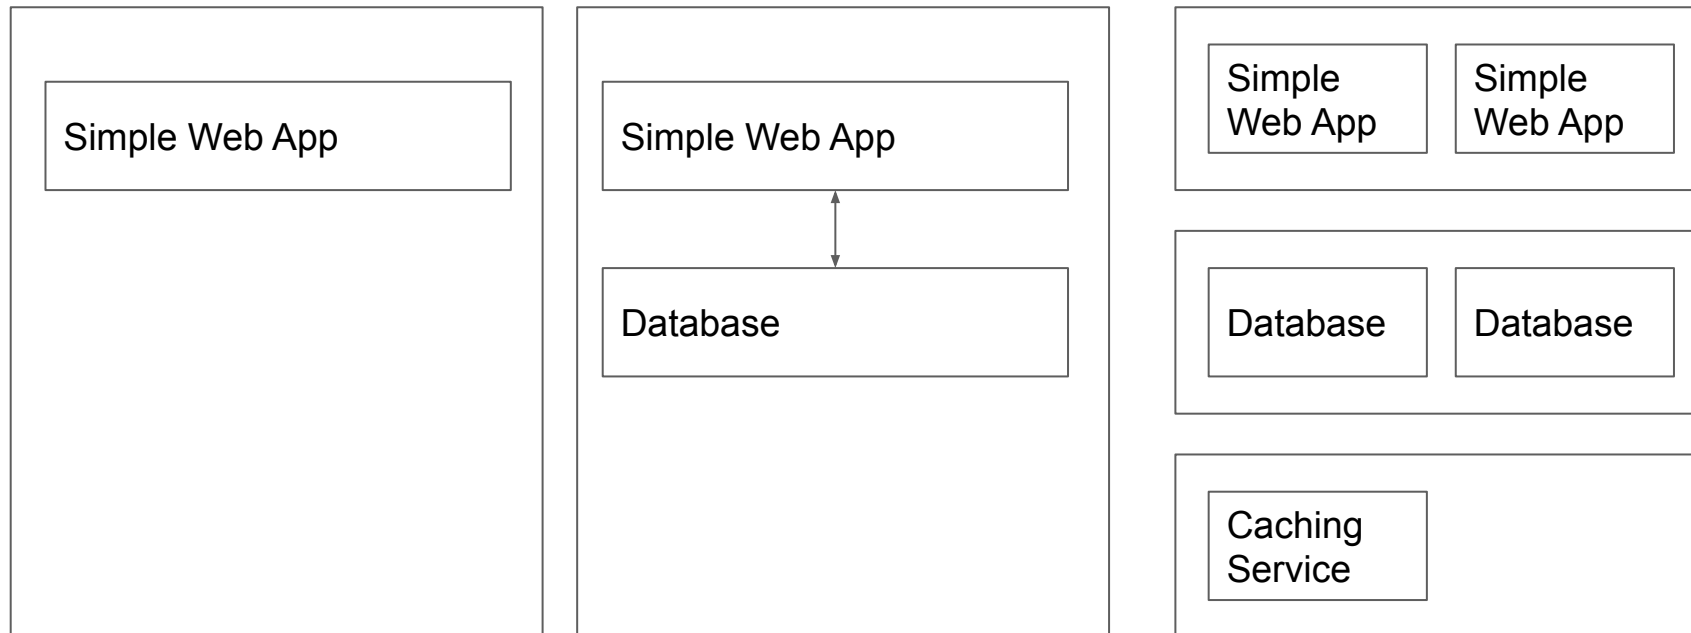 Simple Web App
Simple Web App
Database
Simple
Web App
Simple
Web App
Database
Database
Caching
Service